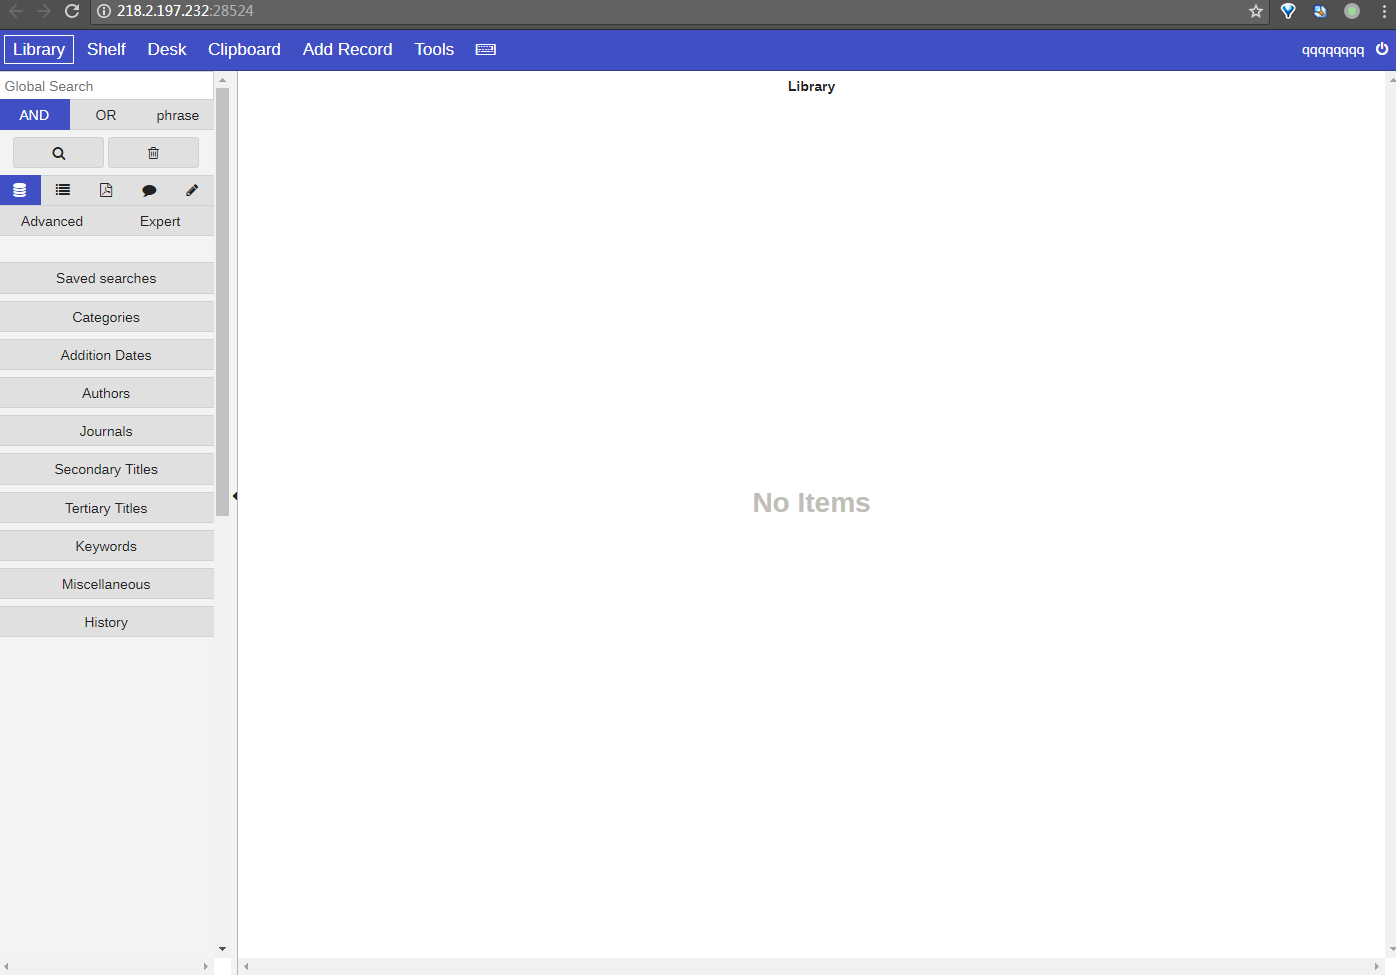 218.2.197.232:28524
Library Shelf Desk Clipboard Add Record Tools qqqqqqqq
Global Search
AND OR phrase
Advanced Expert
Saved searches
Categories
Addition Dates
Authors
Journals
Secondary Titles
Tertiary Titles
Keywords
Miscellaneous
History
Library
No Items